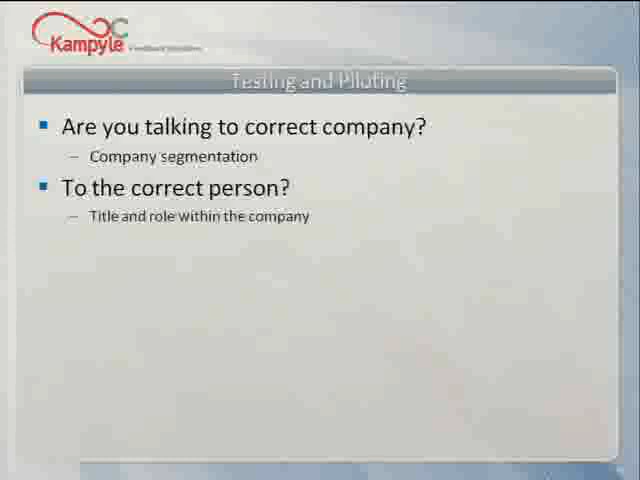 Kampyle
Testing and Piloting
Are you talking to correct company?
– Company segmentation
To the correct person?
– Title and role within the company